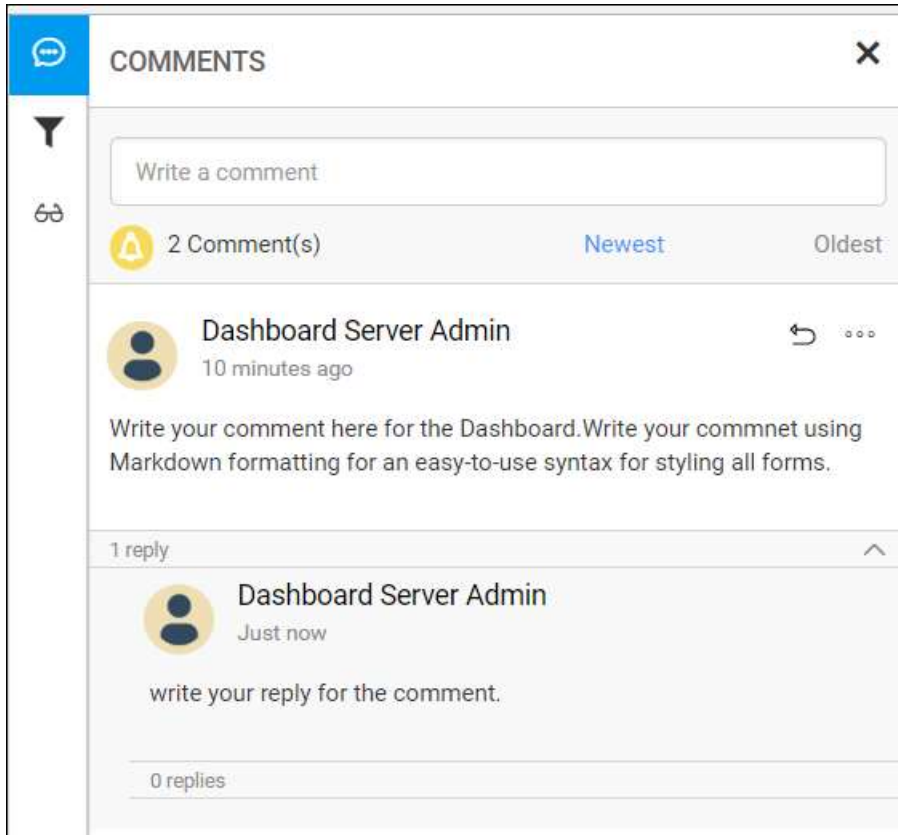 COMMENTS
Write a comment
2 Comment(s) Newest Oldest
Dashboard Server Admin
10 minutes ago
Write your comment here for the Dashboard.Write your commnet using
Markdown formatting for an easy-to-use syntax for styling all forms.
1 reply
Dashboard Server Admin
Just now
write your reply for the comment.
0 replies